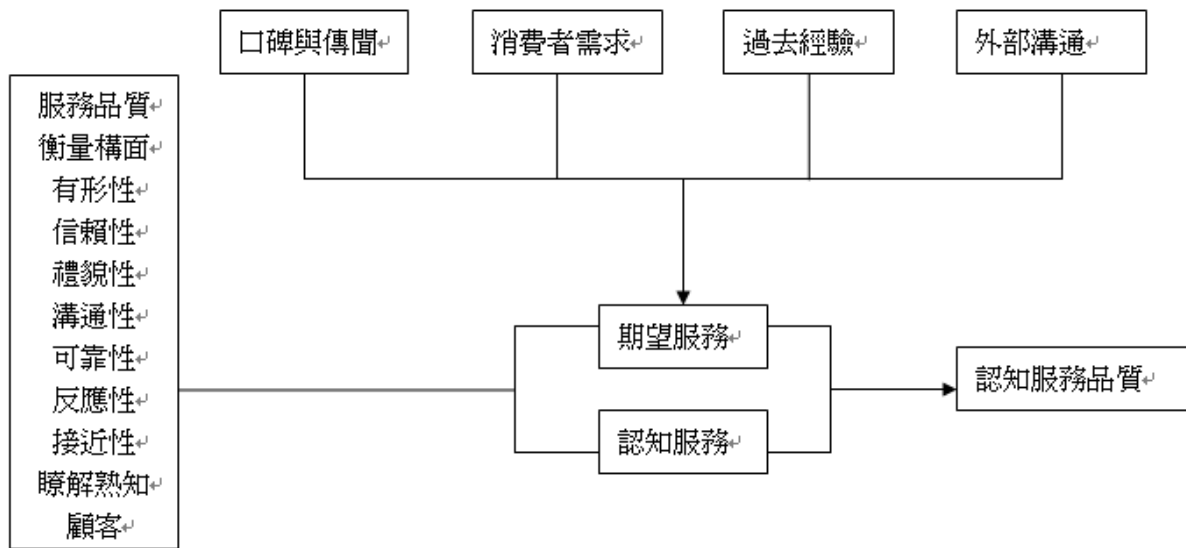 口碑與傳聞
消費者需求
過去經驗
外部溝通
服務品質
衡量構面
有形性
信賴性
禮貌性
溝通性
可靠性
反應性
接近性
瞭解熟知
顧客
期望服務
認知服務
認知服務品質